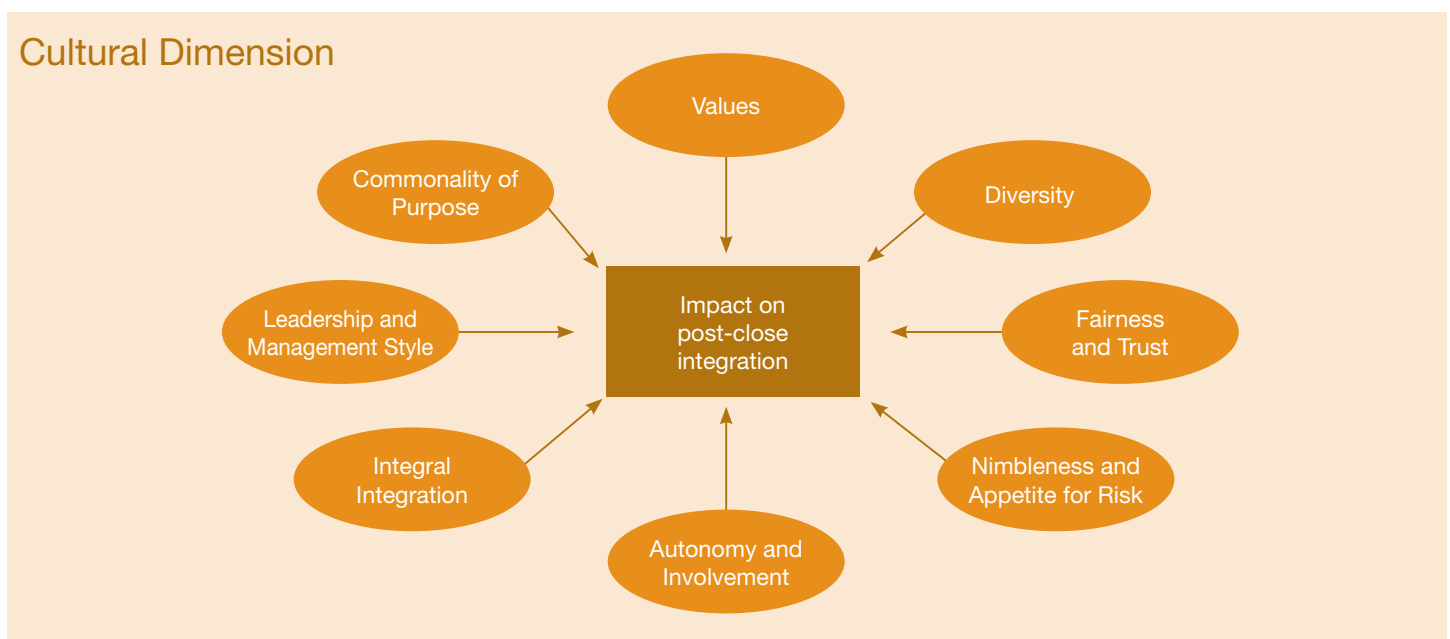 Cultural Dimension
Values
Commonality of
Purpose
Diversity
Leadership and
Management Style
Impact on
post-close
integration
Fairness
and Trust
Integral
Integration
Nimbleness and
Appetite for Risk
Autonomy and
Involvement